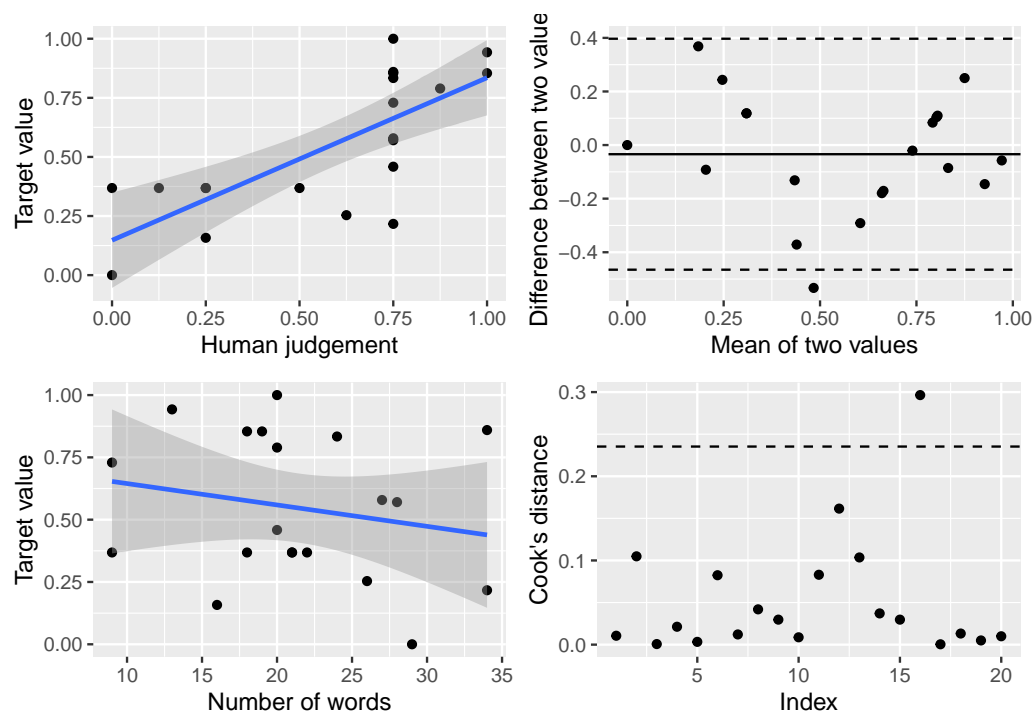 Target value
1.00
0.75
0.50
0.25
0.00
0.00 0.25 0.50 0.75 1.00
Human judgement
Difference between two value
0.4
0.2
0.0
−0.2
−0.4
0.00 0.25 0.50 0.75 1.00
Mean of two values
Target value
1.00
0.75
0.50
0.25
0.00
10 15 20 25 30 35
Number of words
Cook's distance
0.3
0.2
0.1
0.0
5 10 15 20
Index